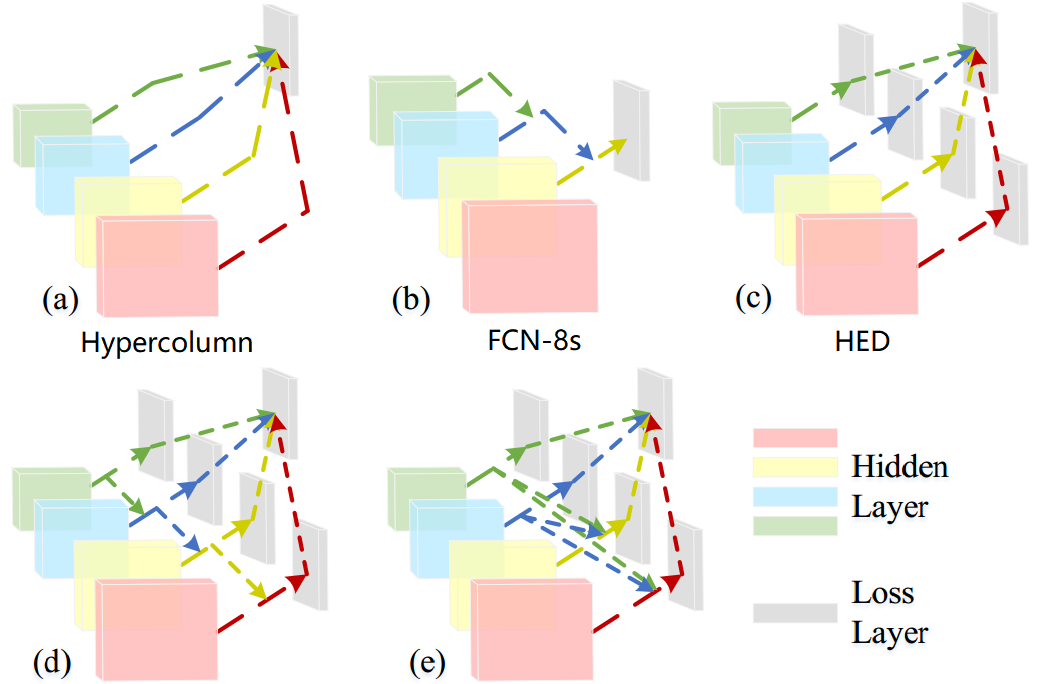 (a)
(b)
(c)
Hypercolumn
FCN-8s
HED
Hidden
Layer
Loss
Layer
(d)
(e)